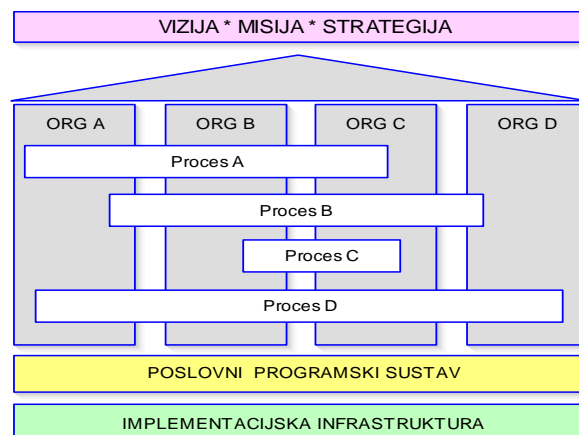 VIZIJA * MISIJA * STRATEGIJA
ORG A
ORG B
ORG C
ORG D
Proces A
Proces B
Proces C
Proces D
POSLOVNI PROGRAMSKI SUSTAV
IMPLEMENTACIJSKA INFRASTRUKTURA